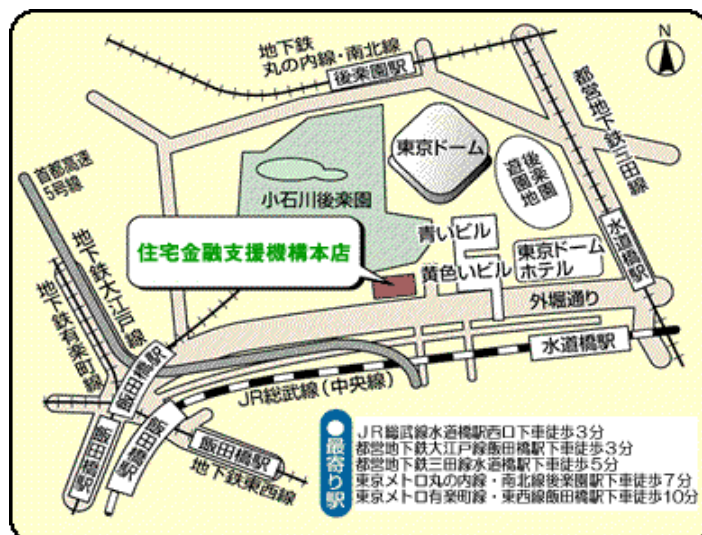 N
地下鉄
丸の内線・南北線
後楽園駅
都営地下鉄三田線
首都高速
5号線
東京ドーム
後楽園
遊園地
小石川後楽園
青いビル
水道橋駅
住宅金融支援機構本店
黄色いビル
東京ドーム
ホテル
地下鉄大江戸線
地下鉄有楽町線
外堀通り
水道橋駅
飯田橋駅
JR総武線(中央線)
飯田橋駅
飯田橋駅
飯田橋駅
地下鉄東西線
●最寄り駅
JR総武線水道橋駅西口下車徒歩3分
都営地下鉄大江戸線飯田橋駅下車徒歩3分
都営地下鉄三田線水道橋駅下車徒歩5分
東京メトロ丸の内線・南北線後楽園駅下車徒歩7分
東京メトロ有楽町線・東西線飯田橋駅下車徒歩10分